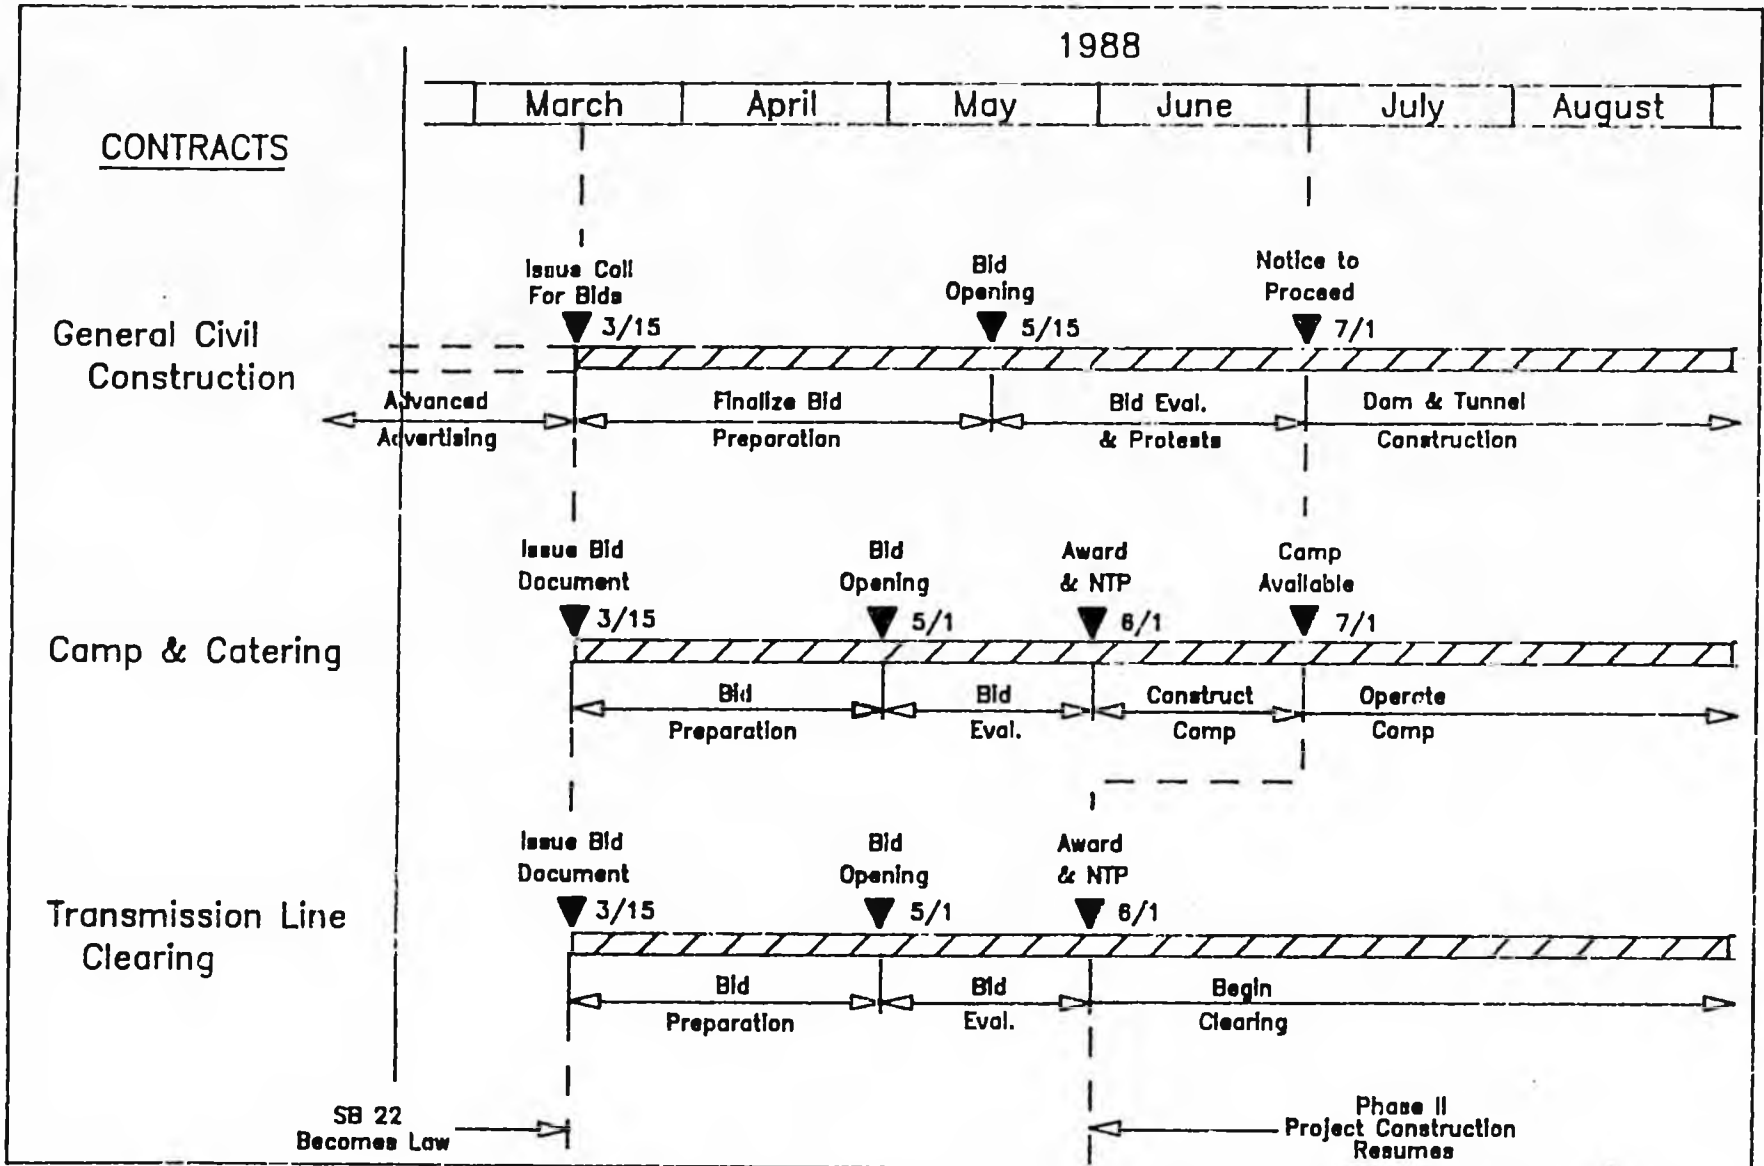 1988
March April May June July August
CONTRACTS
Issue Call
For Bids
3/15
Bid
Opening
5/15
Notice to
Proceed
7/1
General Civil
Construction
Advanced
Advertising
Finalize Bid
Preparation
Bid Eval.
& Protests
Dam & Tunnel
Construction
Issue Bid
Document
3/15
Bid
Opening
5/1
Award
& NTP
6/1
Camp
Available
7/1
Camp & Catering
Bid
Preparation
Bid
Eval.
Construct
Camp
Operate
Camp
Issue Bid
Document
3/15
Bid
Opening
5/1
Award
& NTP
6/1
Transmission Line
Clearing
Bid
Preparation
Bid
Eval.
Begin
Clearing
SB 22
Becomes Law
Phase II
Project Construction
Resumes